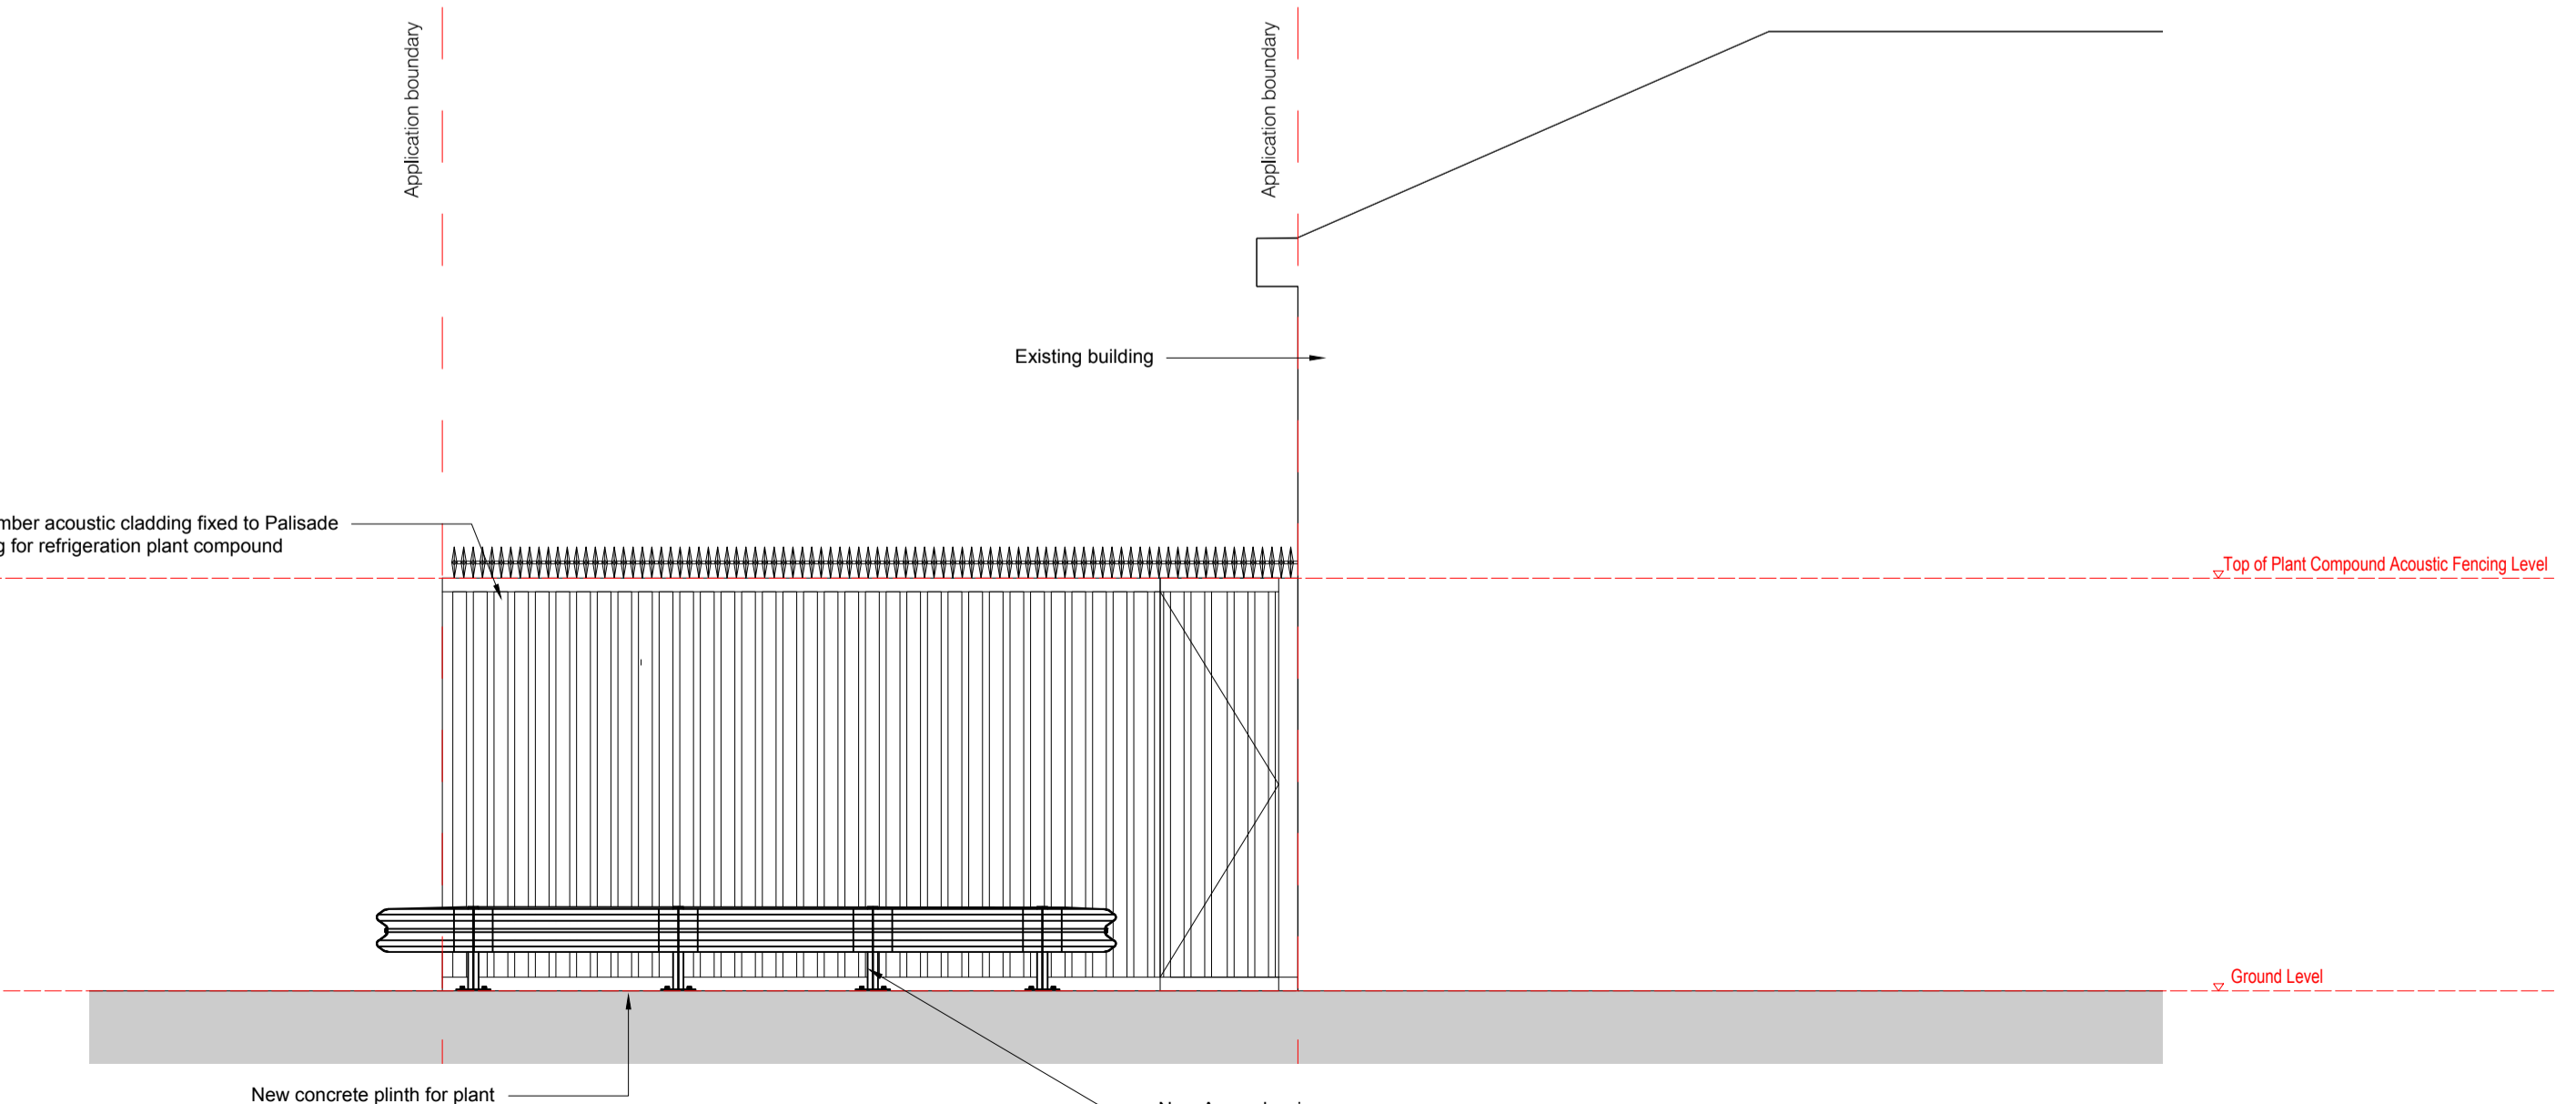 Application boundary
Application boundary
Existing building
acoustic cladding fixed to Palisade
for refrigeration plant compound
Top of Plant Compound Acoustic Fencing Level
Ground Level
New concrete plinth for plant